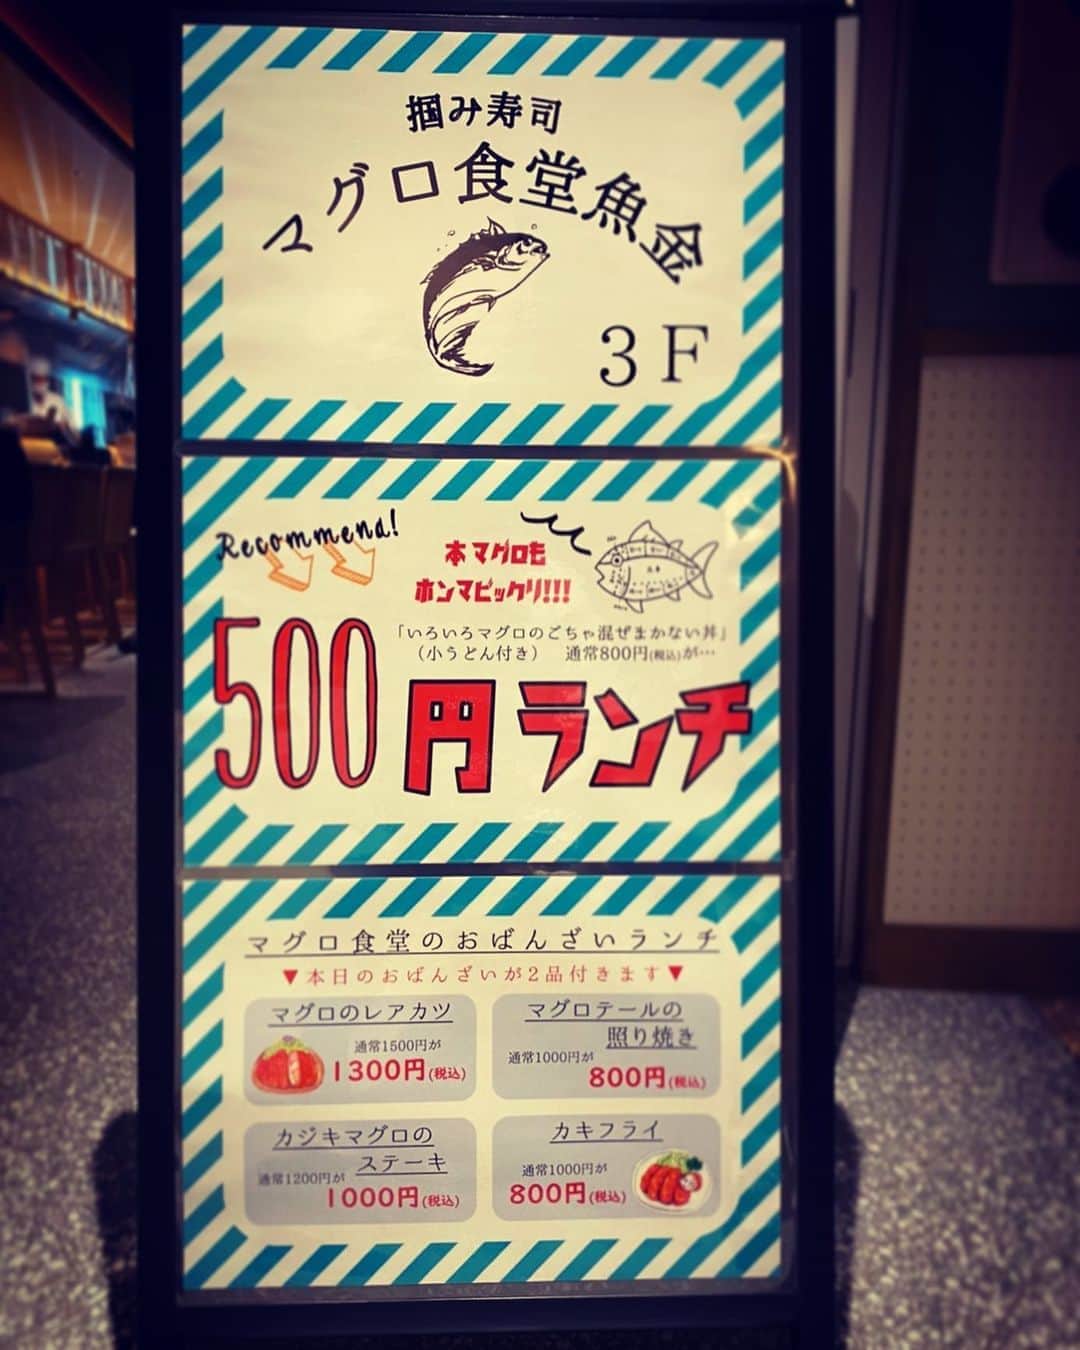 掴み寿司
マグロ食堂魚金
3F
Recommend!
本マグロも
ホンマビックリ!!!
「いろいろマグロのごちゃ混ぜまかない丼」
（小うどん付き） 通常800円(税込)が…
500円ランチ
マグロ食堂のおばんざいランチ
▼本日のおばんざいが2品付きます▼
マグロのレアカツ
通常1500円が
1300円(税込)
マグロテールの
照り焼き
通常1000円が
800円(税込)
カジキマグロの
ステーキ
通常1200円が
1000円(税込)
カキフライ
通常1000円が
800円(税込)